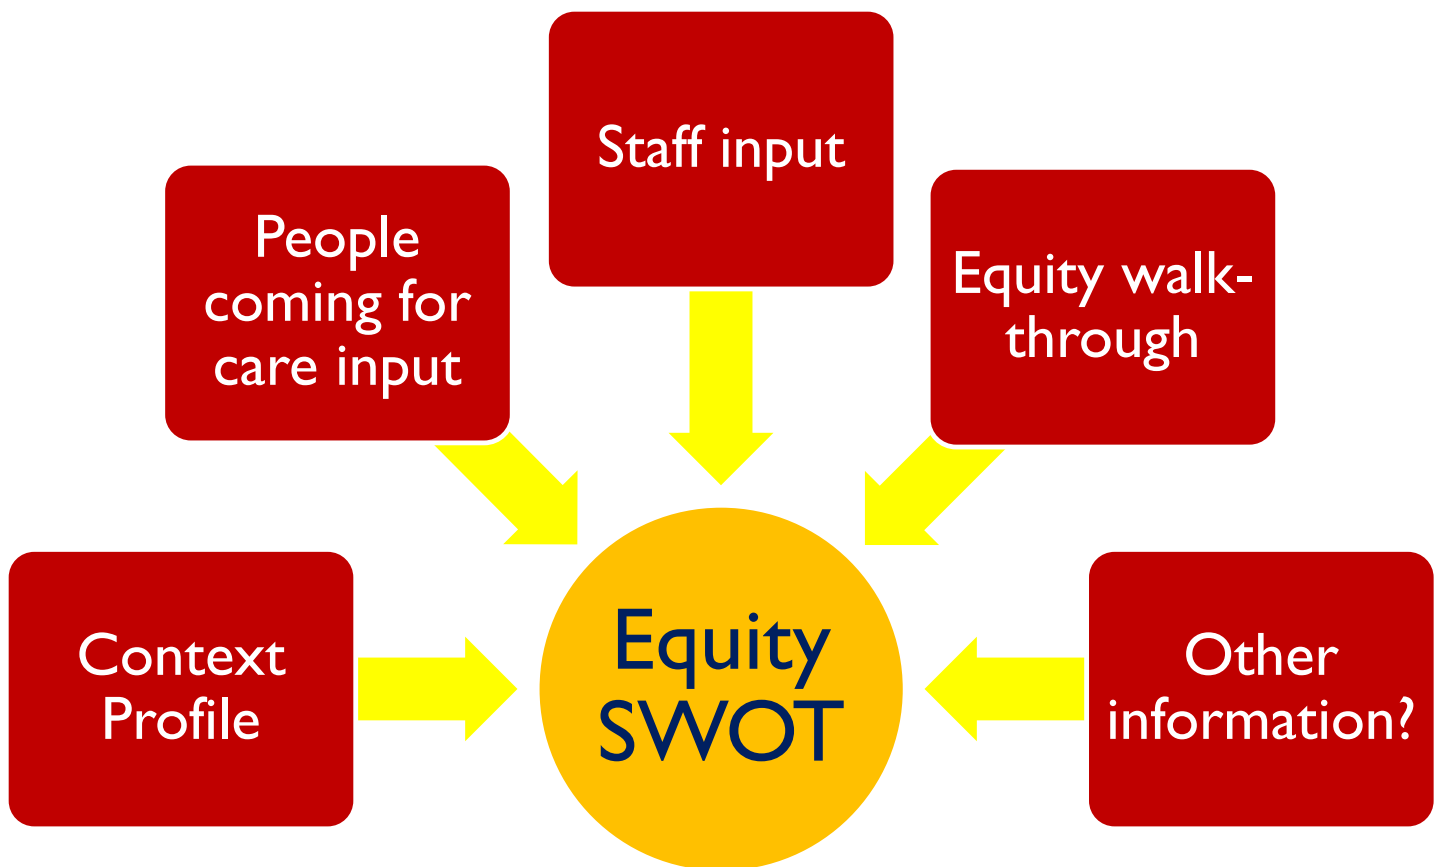 Staff input
People
coming for
care input
Equity walk-
through
Context
Profile
Equity
SWOT
Other
information?